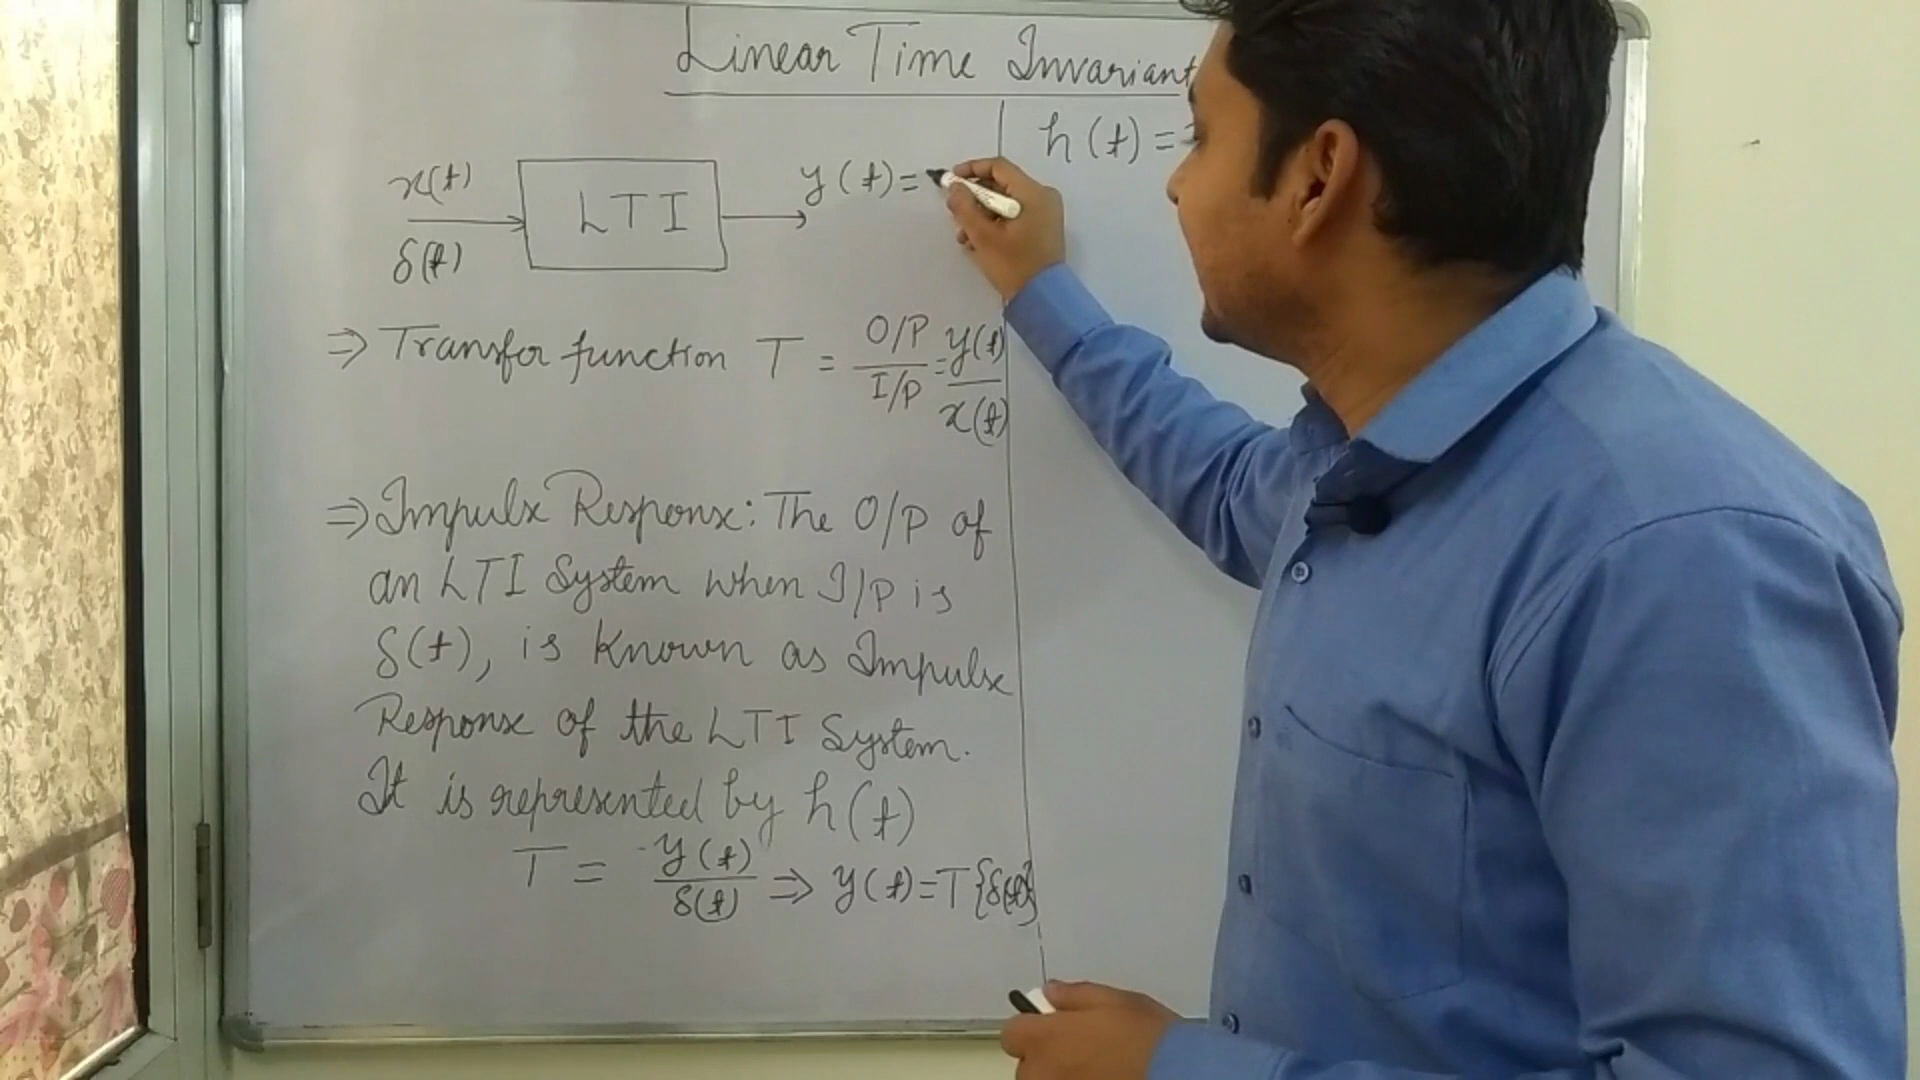 Linear Time Invariant
h(t) =
x(t)
δ(t)
LTI
y(t) =
⇒ Transfer function T = O/P / I/P = y(t) / x(t)
⇒ Impulse Response: The O/P of
an LTI System when I/P is
δ(t), is known as Impulse
Response of the LTI System.
It is represented by h(t)
T = y(t) / δ(t) ⇒ y(t) = T{δ(t)}